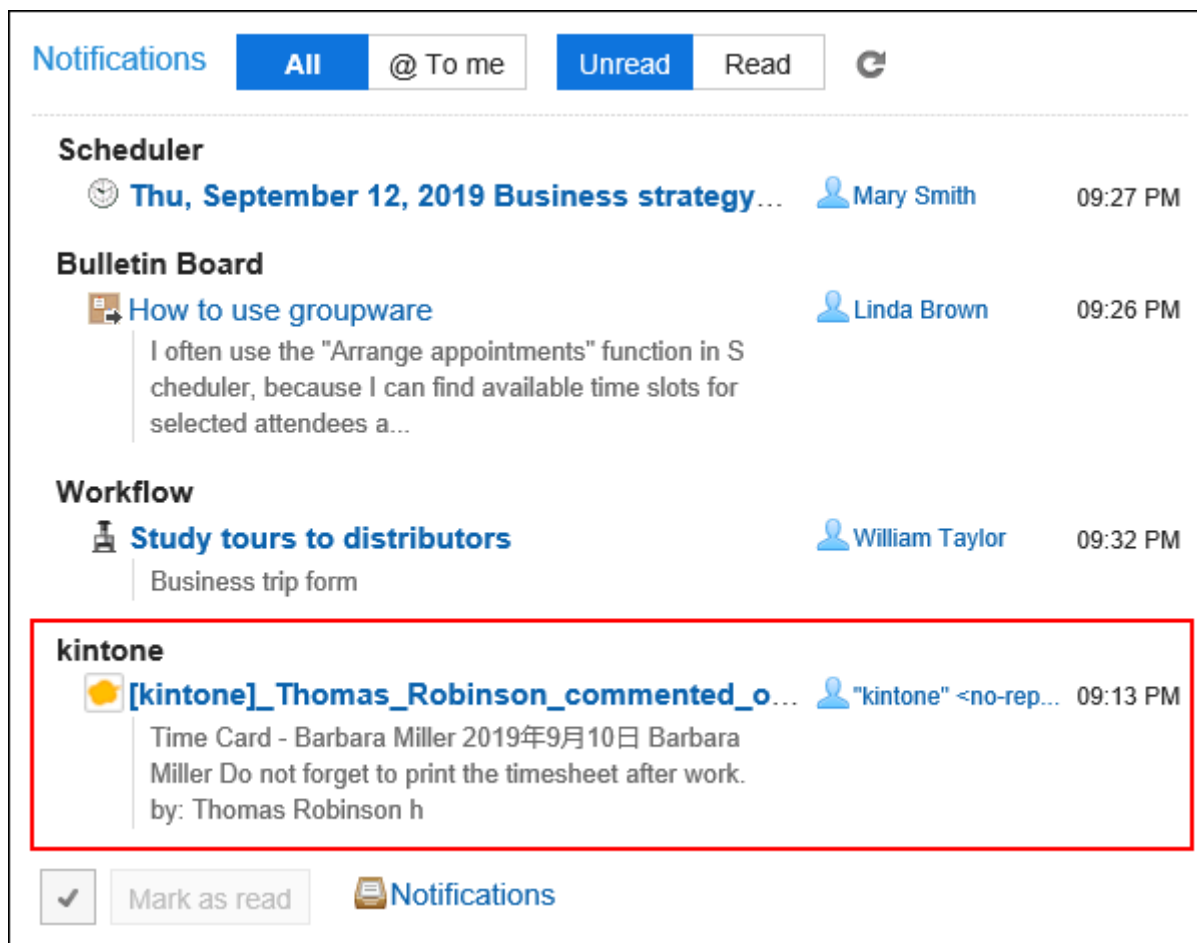 Notifications All @ To me Unread Read
Scheduler
Thu, September 12, 2019 Business strategy... Mary Smith 09:27 PM
Bulletin Board
How to use groupware Linda Brown 09:26 PM
I often use the "Arrange appointments" function in S
cheduler, because I can find available time slots for
selected attendees a...
Workflow
Study tours to distributors William Taylor 09:32 PM
Business trip form
kintone
[kintone]_Thomas_Robinson_commented_o... "kintone" <no-rep... 09:13 PM
Time Card - Barbara Miller 2019年9月10日 Barbara
Miller Do not forget to print the timesheet after work.
by: Thomas Robinson h
Mark as read Notifications